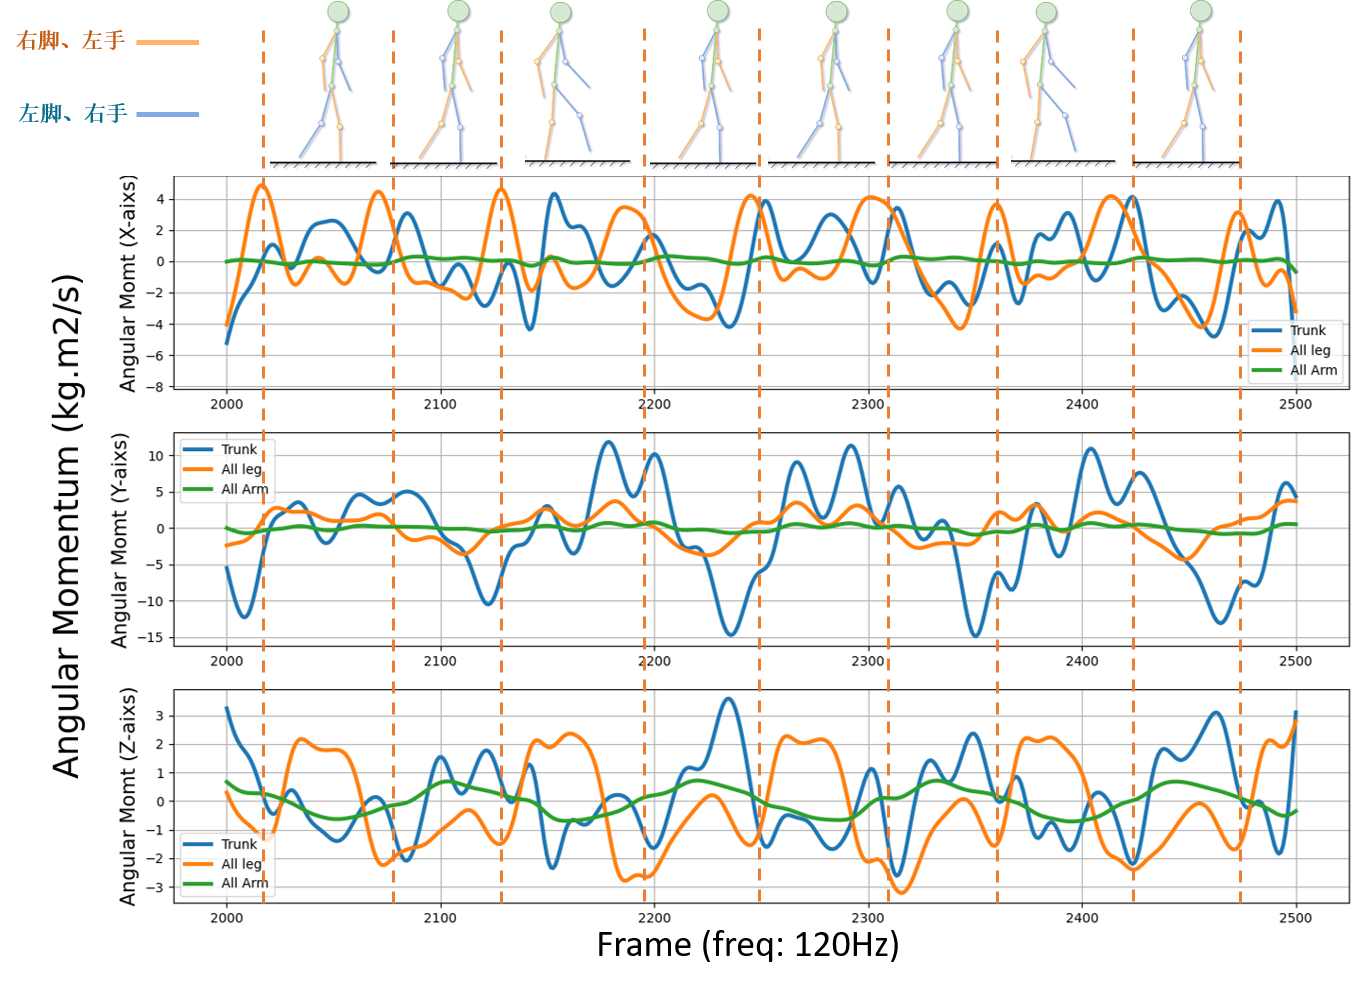 右脚、左手
左脚、右手
Angular Momentum (kg.m2/s)
Angular Momt (X-aixs)
4
2
0
−2
−4
−6
−8
Trunk
All leg
All Arm
2000 2100 2200 2300 2400 2500
Angular Momt (Y-aixs)
10
5
0
−5
−10
−15
Trunk
All leg
All Arm
2000 2100 2200 2300 2400 2500
Angular Momt (Z-aixs)
3
2
1
0
−1
−2
−3
Trunk
All leg
All Arm
2000 2100 2200 2300 2400 2500
Frame (freq: 120Hz)